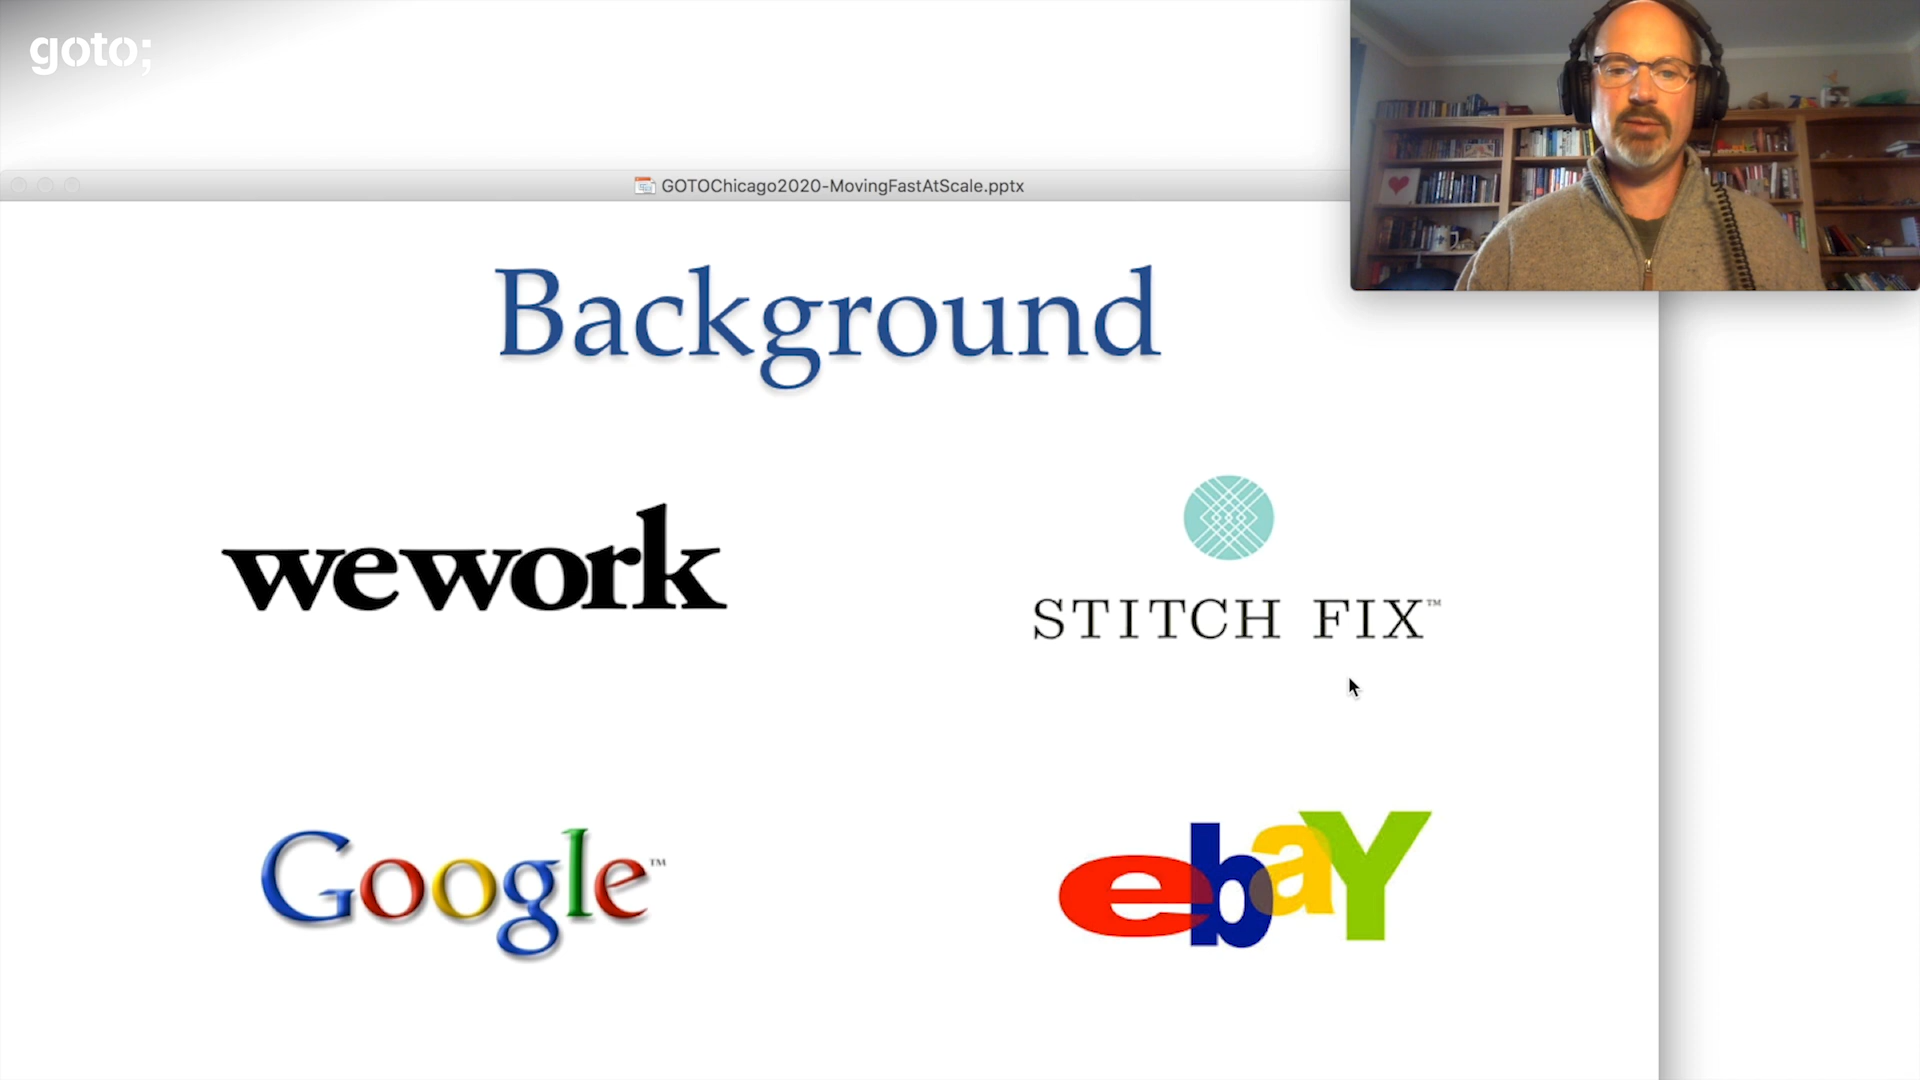 goto;
GOTOChicago2020-MovingFastAtScale.pptx
Background
wework
STITCH FIX™
Google™
ebaY